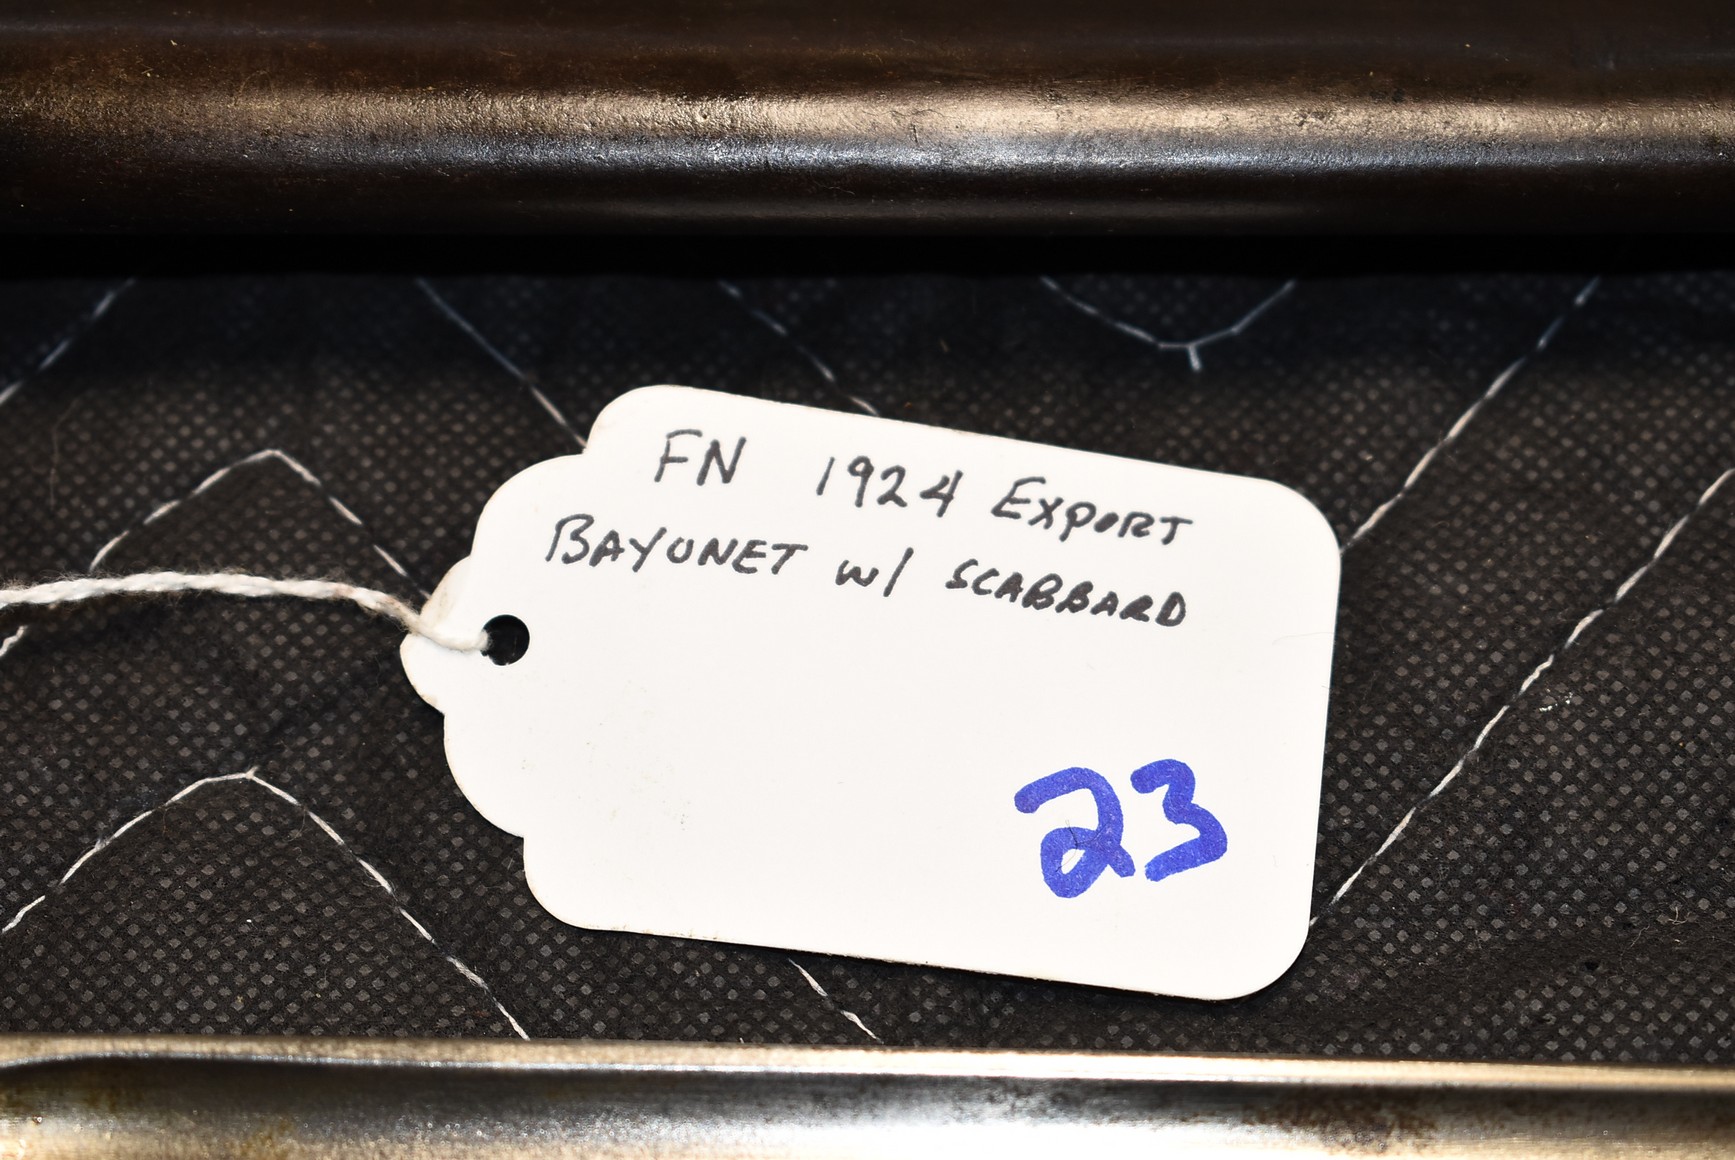 FN 1924 EXPORT
BAYONET W/ SCABBARD
23